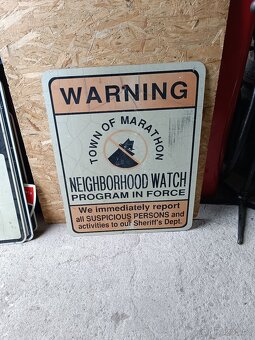 WARNING
TOWN OF MARATHON
NEIGHBORHOOD WATCH
PROGRAM IN FORCE
We immediately report
all SUSPICIOUS PERSONS and
activities to our Sheriff's Dept.